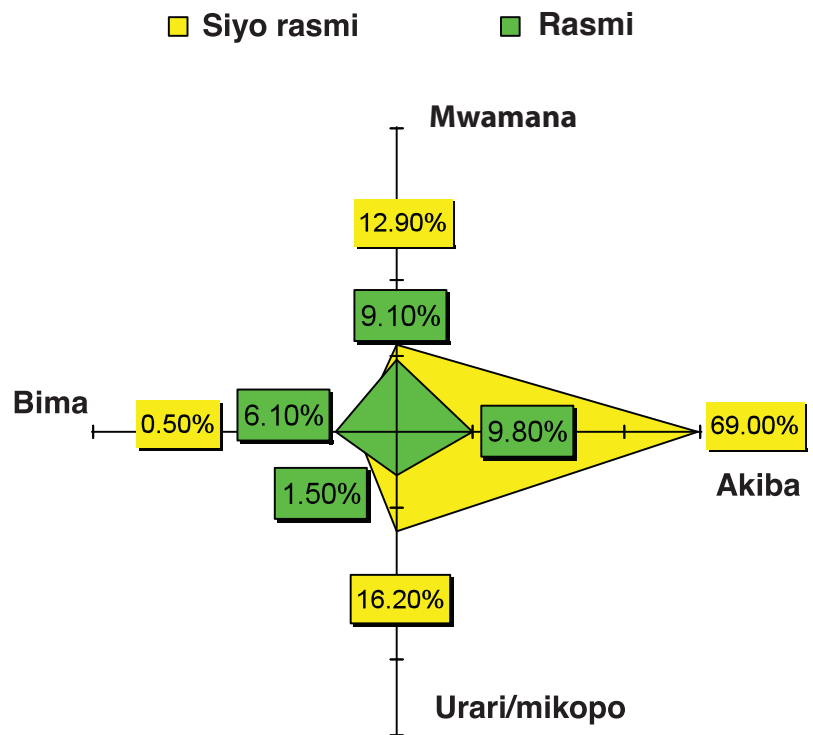 Siyo rasmi Rasmi
Mwamana
12.90%
9.10%
Bima
0.50%
6.10%
9.80%
69.00%
Akiba
1.50%
16.20%
Urari/mikopo